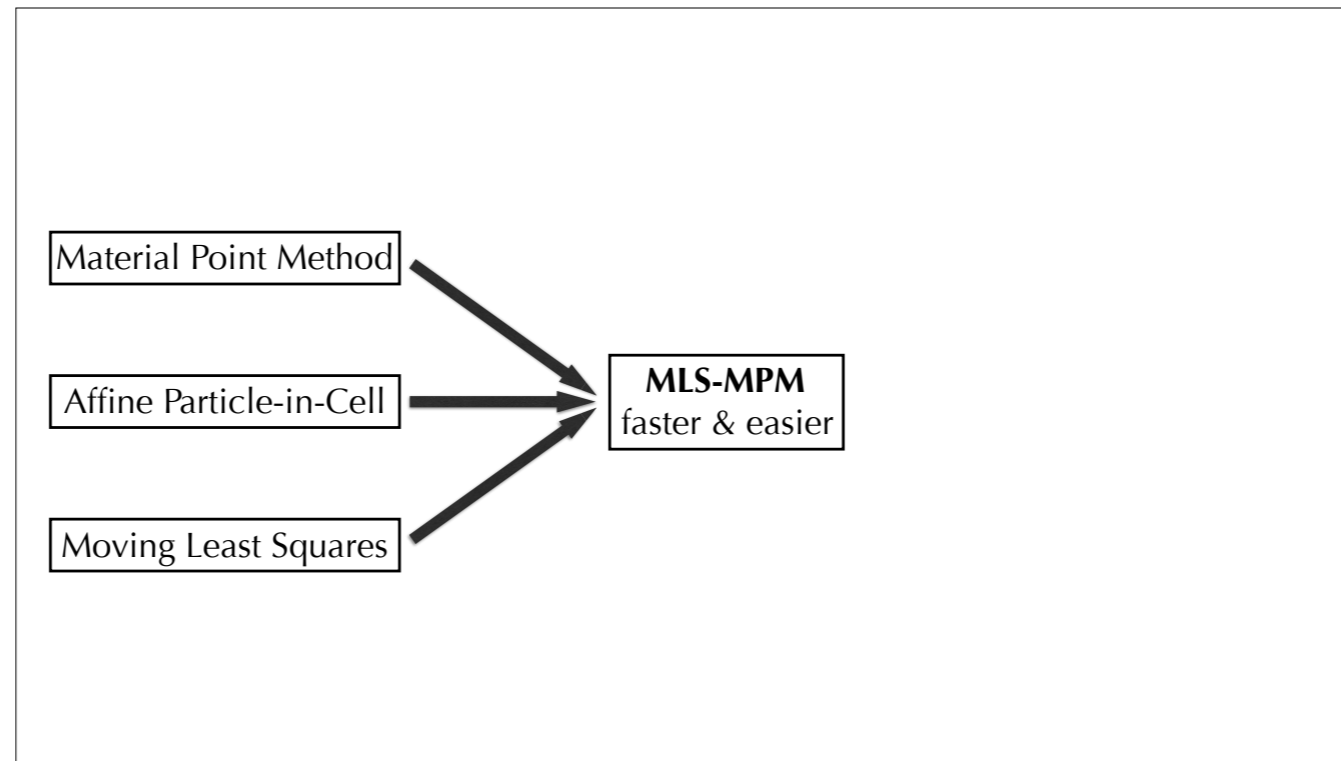 Material Point Method
Affine Particle-in-Cell
Moving Least Squares
MLS-MPM
faster & easier